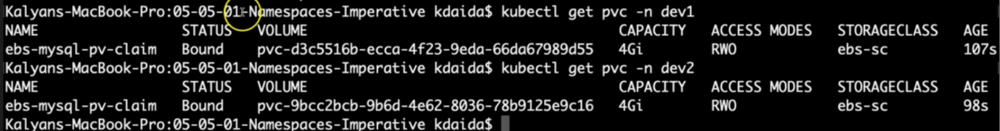 Kalyans-MacBook-Pro:05-05-01-Namespaces-Imperative kdaida$ kubectl get pvc -n dev1
NAME STATUS VOLUME CAPACITY ACCESS MODES STORAGECLASS AGE
ebs-mysql-pv-claim Bound pvc-d3c5516b-ecca-4f23-9eda-66da67989d55 4Gi RWO ebs-sc 107s
Kalyans-MacBook-Pro:05-05-01-Namespaces-Imperative kdaida$ kubectl get pvc -n dev2
NAME STATUS VOLUME CAPACITY ACCESS MODES STORAGECLASS AGE
ebs-mysql-pv-claim Bound pvc-9bcc2bcb-9b6d-4e62-8036-78b9125e9c16 4Gi RWO ebs-sc 98s
Kalyans-MacBook-Pro:05-05-01-Namespaces-Imperative kdaida$